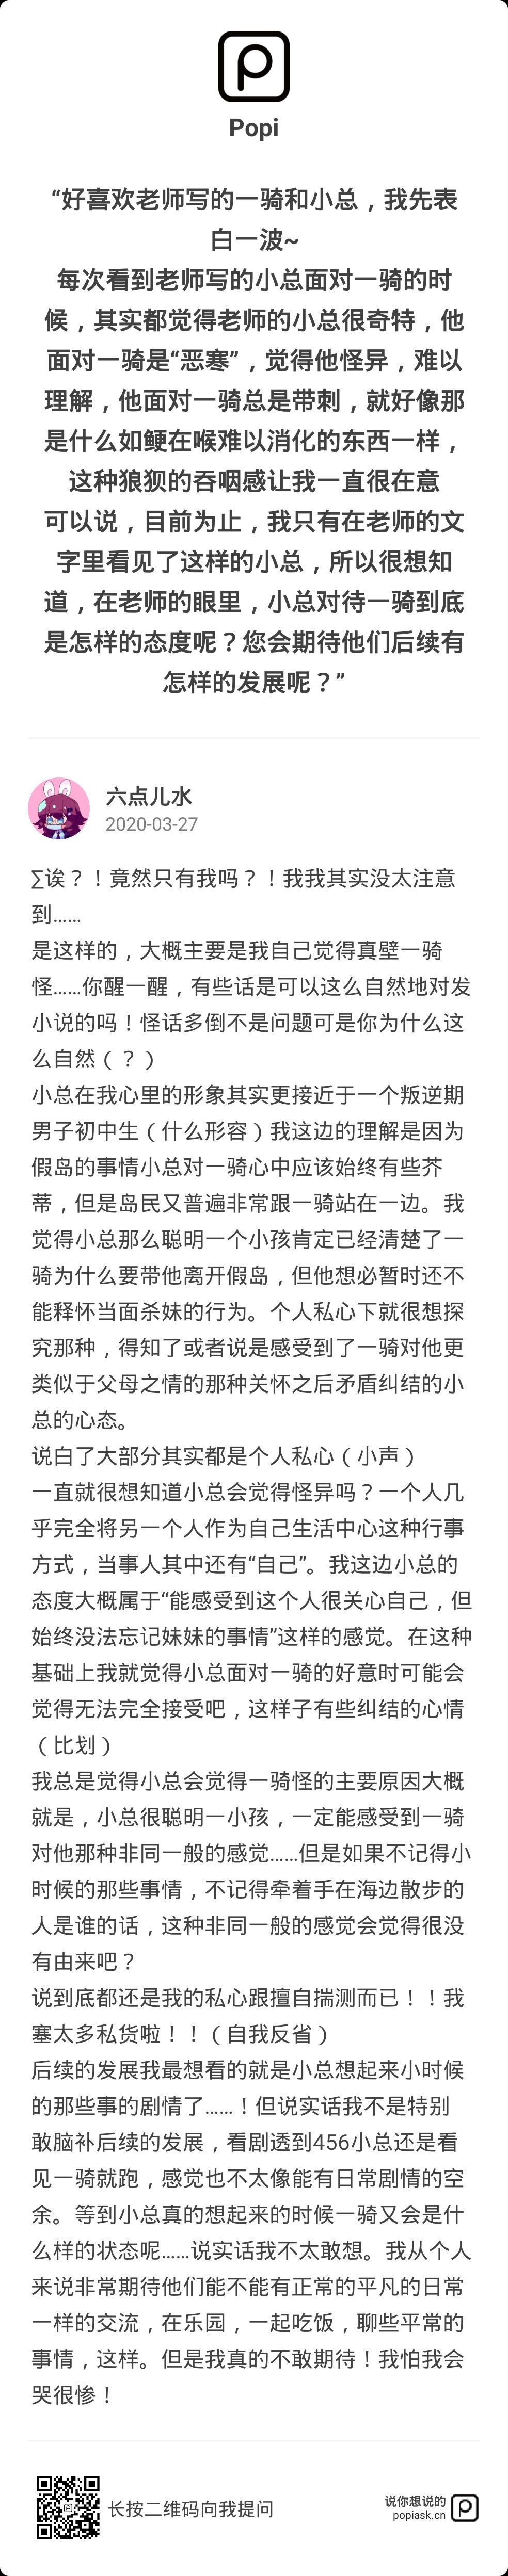 Popi
“好喜欢老师写的一骑和小总，我先表
白一波~
每次看到老师写的小总面对一骑的时
候，其实都觉得老师的小总很奇特，他
面对一骑是“恶寒”，觉得他怪异，难以
理解，他面对一骑总是带刺，就好像那
是什么如鲠在喉难以消化的东西一样，
这种狼狈的吞咽感让我一直很在意
可以说，目前为止，我只有在老师的文
字里看见了这样的小总，所以很想知
道，在老师的眼里，小总对待一骑到底
是怎样的态度呢？您会期待他们后续有
怎样的发展呢？”
六点儿水
2020-03-27
∑诶？！竟然只有我吗？！我我其实没太注意
到……
是这样的，大概主要是我自己觉得真壁一骑
怪……你醒一醒，有些话是可以这么自然地对发
小说的吗！怪话多倒不是问题可是你为什么这
么自然（？）
小总在我心里的形象其实更接近于一个叛逆期
男子初中生（什么形容）我这边的理解是因为
假岛的事情小总对一骑心中应该始终有些芥
蒂，但是岛民又普遍非常跟一骑站在一边。我
觉得小总那么聪明一个小孩肯定已经清楚了一
骑为什么要带他离开假岛，但他想必暂时还不
能释怀当面杀妹的行为。个人私心下就很想探
究那种，得知了或者说是感受到了一骑对他更
类似于父母之情的那种关怀之后矛盾纠结的小
总的心态。
说白了大部分其实都是个人私心（小声）
一直就很想知道小总会觉得怪异吗？一个人几
乎完全将另一个人作为自己生活中心这种行事
方式，当事人其中还有“自己”。我这边小总的
态度大概属于“能感受到这个人很关心自己，但
始终没法忘记妹妹的事情”这样的感觉。在这种
基础上我就觉得小总面对一骑的好意时可能会
觉得无法完全接受吧，这样子有些纠结的心情
（比划）
我总是觉得小总会觉得一骑怪的主要原因大概
就是，小总很聪明一小孩，一定能感受到一骑
对他那种非同一般的感觉……但是如果不记得小
时候的那些事情，不记得牵着手在海边散步的
人是谁的话，这种非同一般的感觉会觉得很没
有由来吧？
说到底都还是我的私心跟擅自揣测而已！！我
塞太多私货啦！！（自我反省）
后续的发展我最想看的就是小总想起来小时候
的那些事的剧情了……！但说实话我不是特别
敢脑补后续的发展，看剧透到456小总还是看
见一骑就跑，感觉也不太像能有日常剧情的空
余。等到小总真的想起来的时候一骑又会是什
么样的状态呢……说实话我不太敢想。我从个人
来说非常期待他们能不能有正常的平凡的日常
一样的交流，在乐园，一起吃饭，聊些平常的
事情，这样。但是我真的不敢期待！我怕我会
哭很惨！
长按二维码向我提问
说你想说的
popiask.cn